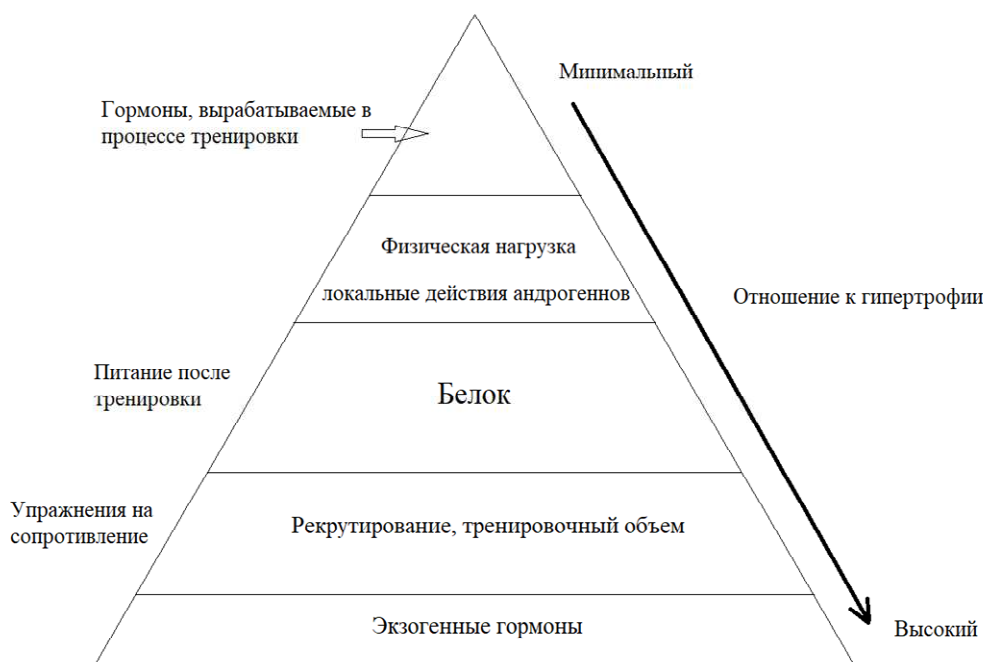 Минимальный
Гормоны, вырабатываемые в
процессе тренировки
Физическая нагрузка
локальные действия андрогеннов
Отношение к гипертрофии
Питание после
тренировки
Белок
Упражнения на
сопротивление
Рекрутирование, тренировочный объем
Экзогенные гормоны
Высокий